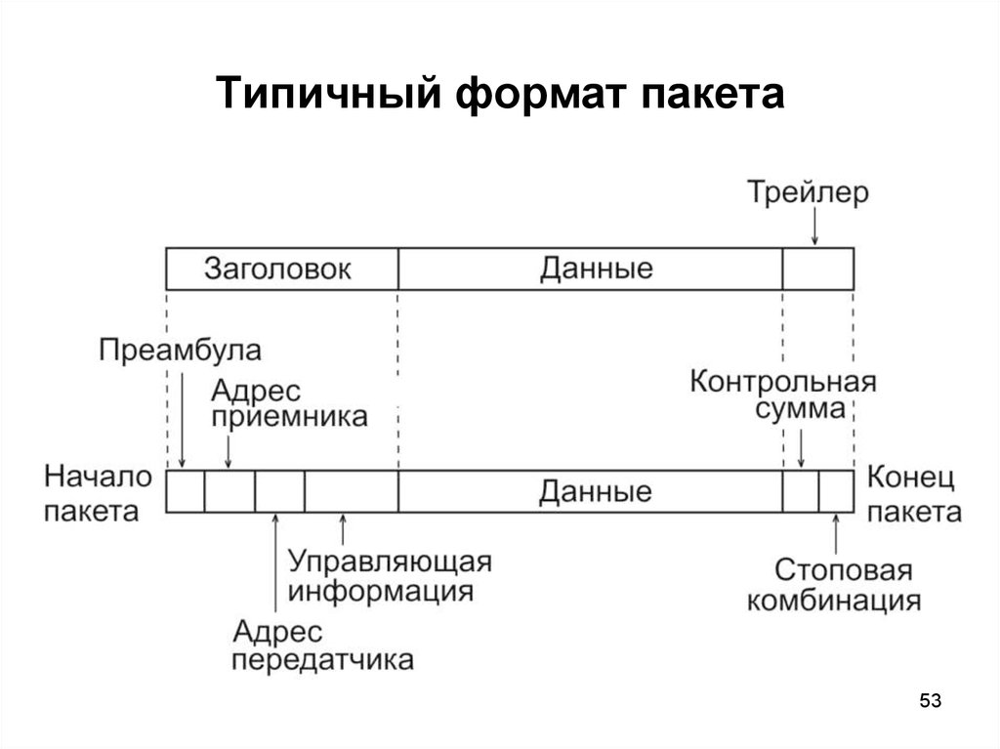 Типичный формат пакета
Трейлер
Заголовок
Данные
Преамбула
Адрес
приемника
Контрольная
сумма
Начало
пакета
Данные
Конец
пакета
Управляющая
информация
Стоповая
комбинация
Адрес
передатчика
53